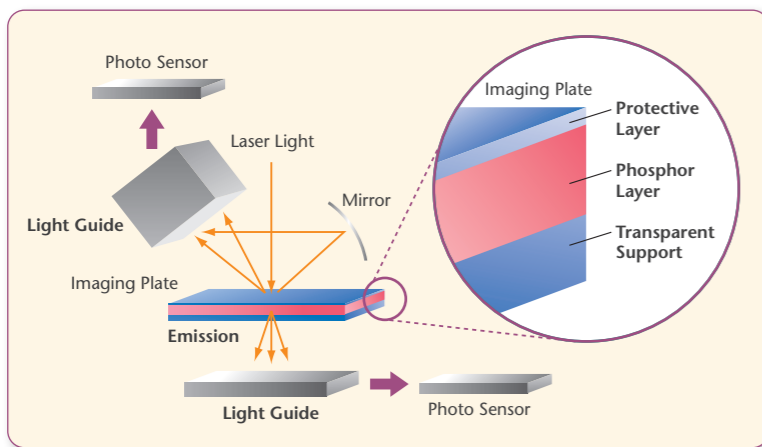 Photo Sensor
Laser Light
Mirror
Light Guide
Imaging Plate
Emission
Light Guide
Photo Sensor
Imaging Plate
Protective
Layer
Phosphor
Layer
Transparent
Support